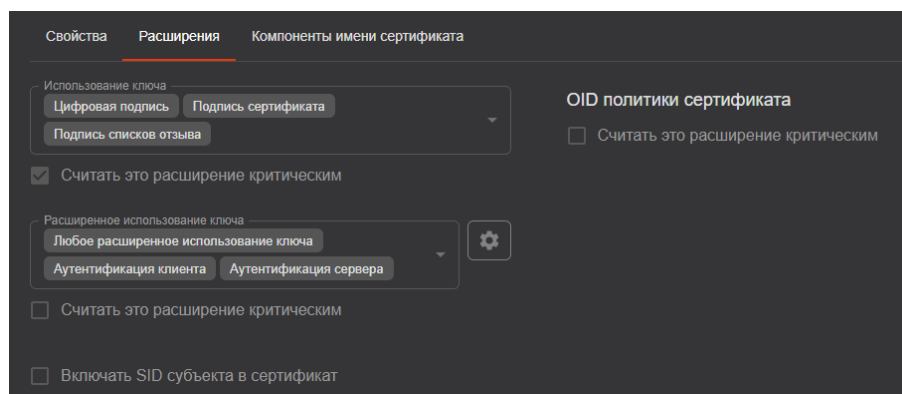 Свойства Расширения Компоненты имени сертификата
Использование ключа
Цифровая подпись Подпись сертификата
Подпись списков отзыва
Считать это расширение критическим
Расширенное использование ключа
Любое расширенное использование ключа
Аутентификация клиента Аутентификация сервера
Считать это расширение критическим
Включать SID субъекта в сертификат
OID политики сертификата
Считать это расширение критическим